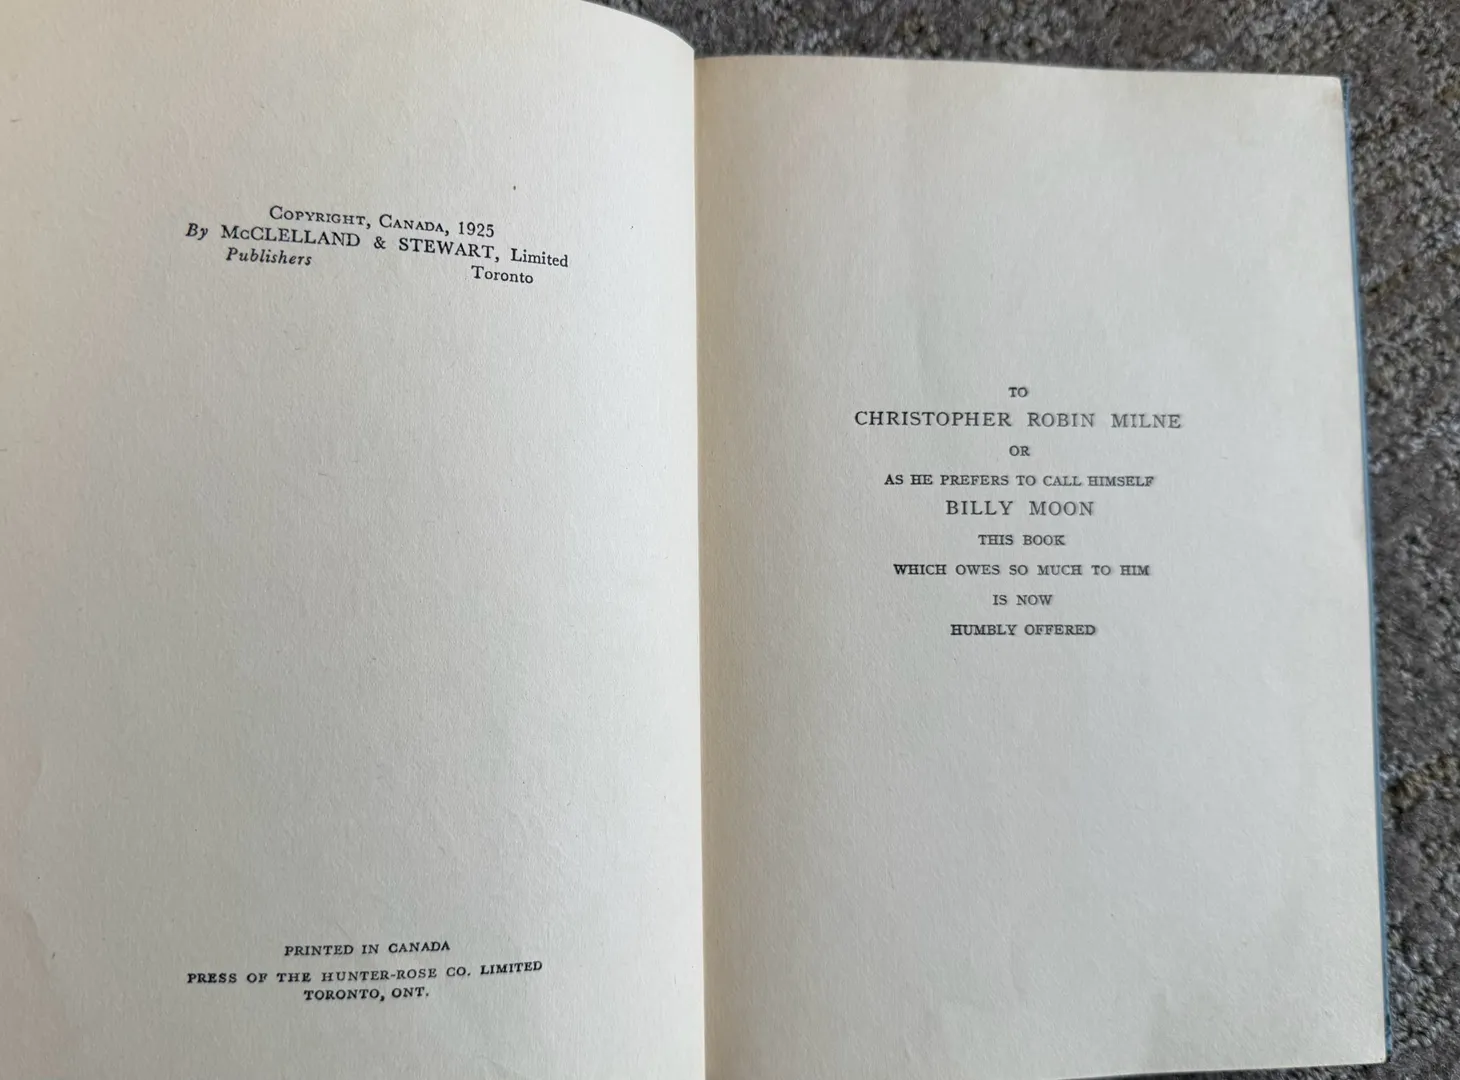 Copyright, Canada, 1925
By McCLELLAND & STEWART, Limited
Publishers Toronto
PRINTED IN CANADA
PRESS OF THE HUNTER-ROSE CO. LIMITED
TORONTO, ONT.
TO
CHRISTOPHER ROBIN MILNE
OR
AS HE PREFERS TO CALL HIMSELF
BILLY MOON
THIS BOOK
WHICH OWES SO MUCH TO HIM
IS NOW
HUMBLY OFFERED